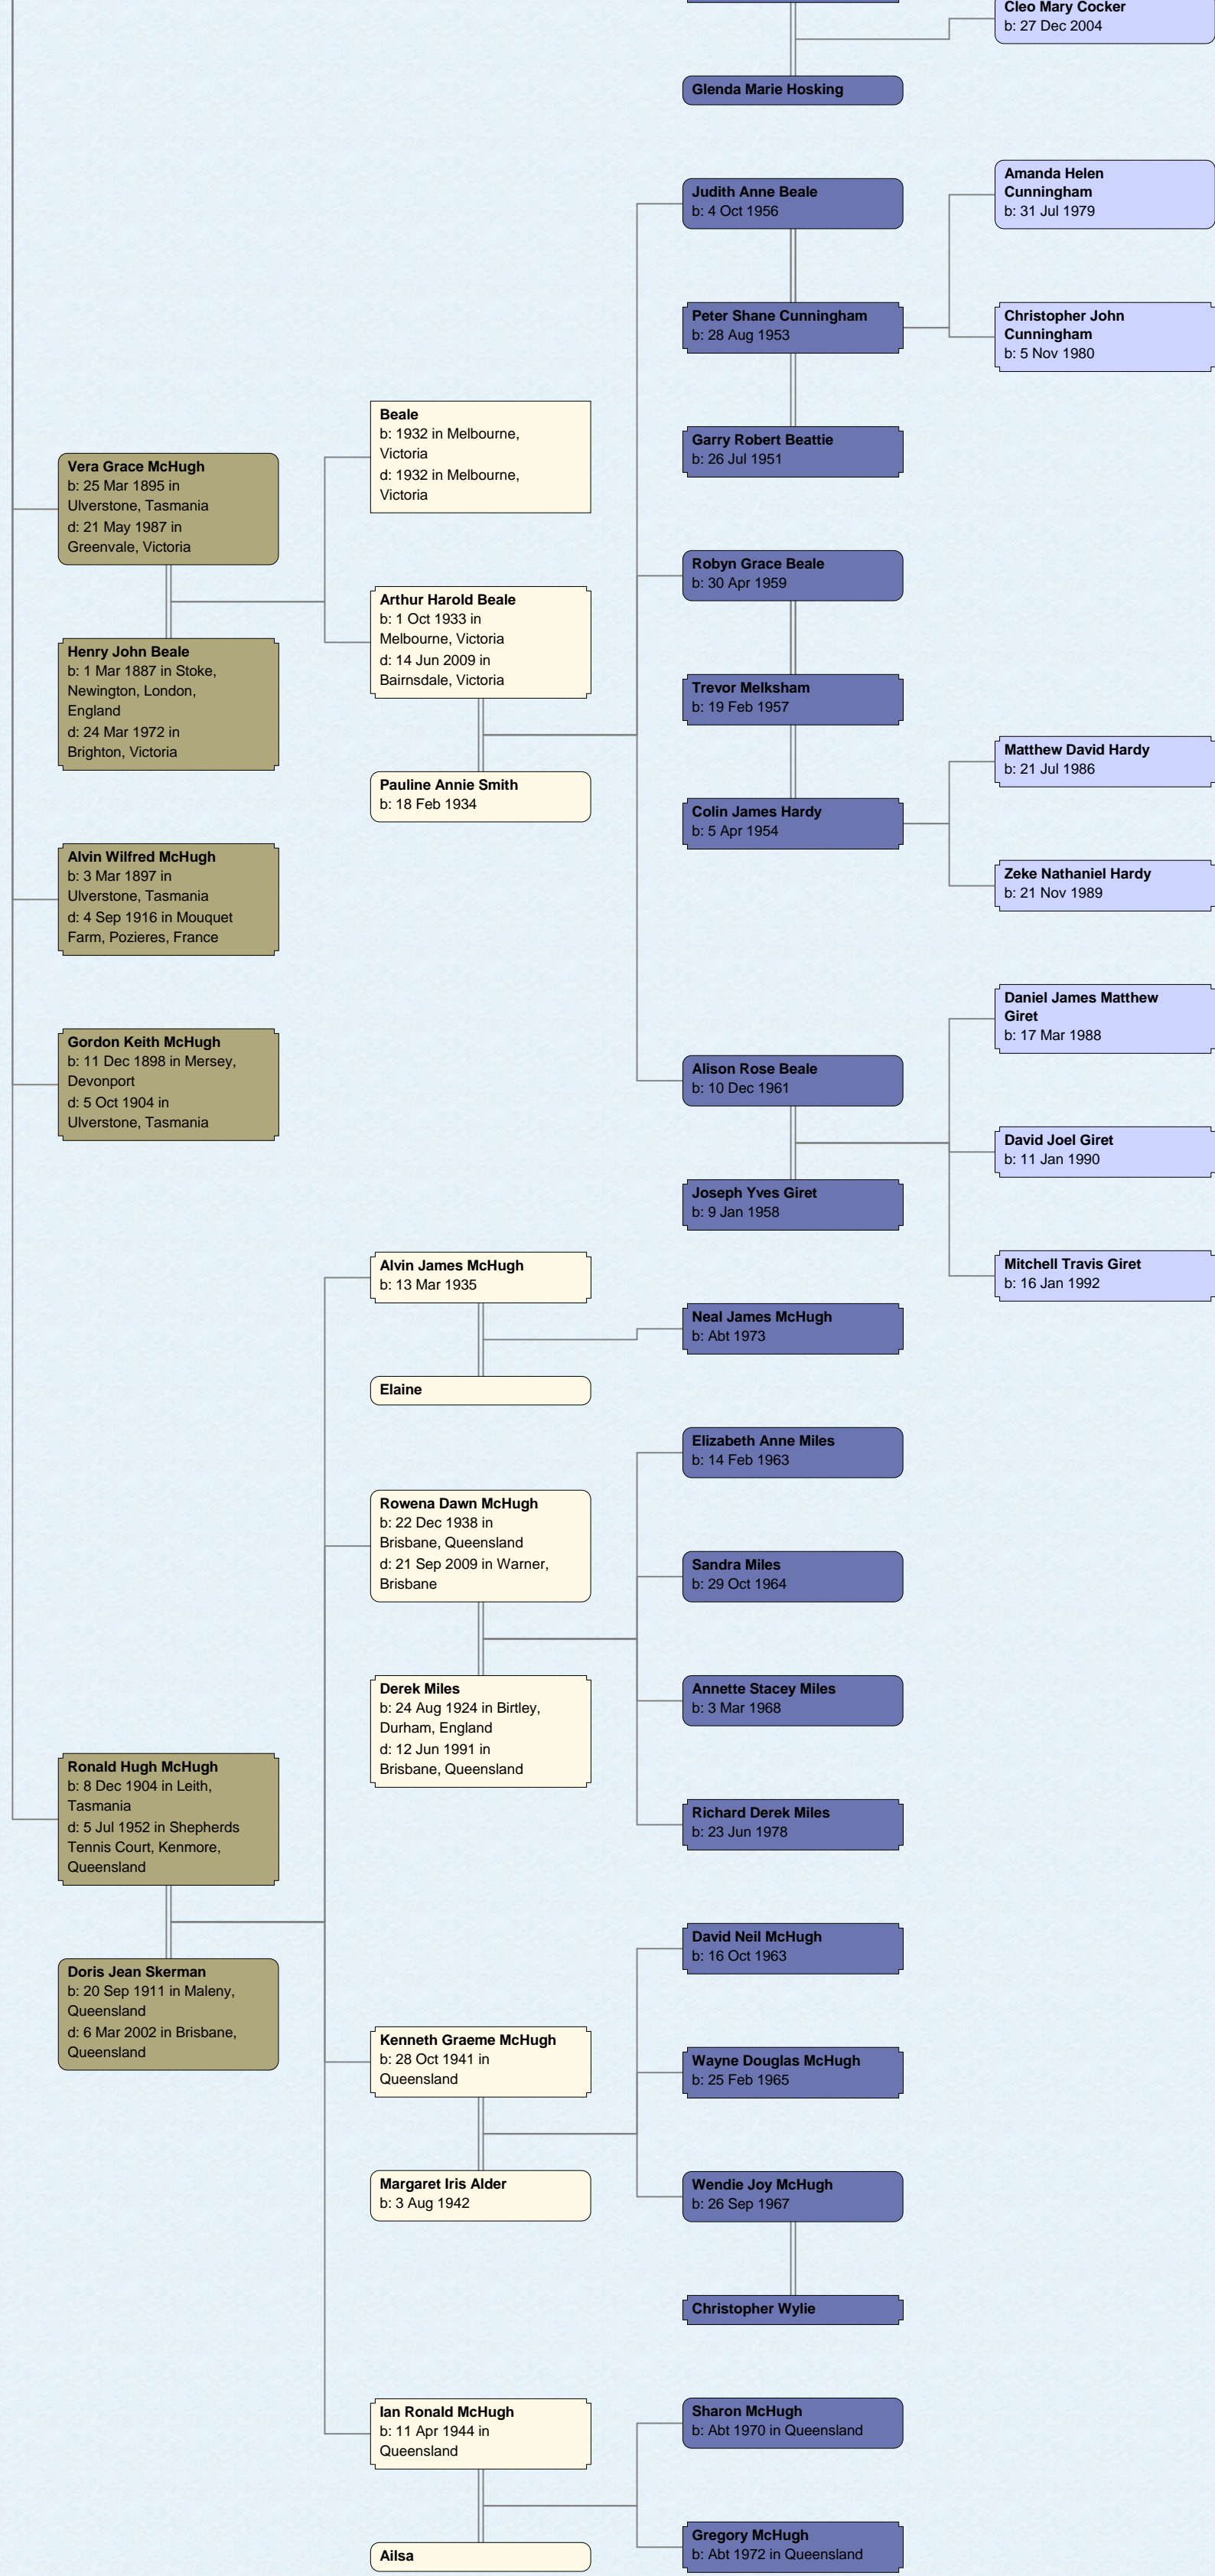 Cleo Mary Cocker
b: 27 Dec 2004
Glenda Marie Hosking
Judith Anne Beale
b: 4 Oct 1956
Amanda Helen
Cunningham
b: 31 Jul 1979
Peter Shane Cunningham
b: 28 Aug 1953
Christopher John
Cunningham
b: 5 Nov 1980
Garry Robert Beattie
b: 26 Jul 1951
Beale
b: 1932 in Melbourne,
Victoria
d: 1932 in Melbourne,
Victoria
Vera Grace McHugh
b: 25 Mar 1895 in
Ulverstone, Tasmania
d: 21 May 1987 in
Greenvale, Victoria
Robyn Grace Beale
b: 30 Apr 1959
Arthur Harold Beale
b: 1 Oct 1933 in
Melbourne, Victoria
d: 14 Jun 2009 in
Bairnsdale, Victoria
Henry John Beale
b: 1 Mar 1887 in Stoke,
Newington, London,
England
d: 24 Mar 1972 in
Brighton, Victoria
Trevor Melksham
b: 19 Feb 1957
Pauline Annie Smith
b: 18 Feb 1934
Matthew David Hardy
b: 21 Jul 1986
Colin James Hardy
b: 5 Apr 1954
Zeke Nathaniel Hardy
b: 21 Nov 1989
Alvin Wilfred McHugh
b: 3 Mar 1897 in
Ulverstone, Tasmania
d: 4 Sep 1916 in Mouquet
Farm, Pozieres, France
Daniel James Matthew
Giret
b: 17 Mar 1988
Gordon Keith McHugh
b: 11 Dec 1898 in Mersey,
Devonport
d: 5 Oct 1904 in
Ulverstone, Tasmania
Alison Rose Beale
b: 10 Dec 1961
David Joel Giret
b: 11 Jan 1990
Joseph Yves Giret
b: 9 Jan 1958
Mitchell Travis Giret
b: 16 Jan 1992
Alvin James McHugh
b: 13 Mar 1935
Neal James McHugh
b: Abt 1973
Elaine
Elizabeth Anne Miles
b: 14 Feb 1963
Rowena Dawn McHugh
b: 22 Dec 1938 in
Brisbane, Queensland
d: 21 Sep 2009 in Warner,
Brisbane
Sandra Miles
b: 29 Oct 1964
Derek Miles
b: 24 Aug 1924 in Birtley,
Durham, England
d: 12 Jun 1991 in
Brisbane, Queensland
Annette Stacey Miles
b: 3 Mar 1968
Ronald Hugh McHugh
b: 8 Dec 1904 in Leith,
Tasmania
d: 5 Jul 1952 in Shepherds
Tennis Court, Kenmore,
Queensland
Richard Derek Miles
b: 23 Jun 1978
David Neil McHugh
b: 16 Oct 1963
Doris Jean Skerman
b: 20 Sep 1911 in Maleny,
Queensland
d: 6 Mar 2002 in Brisbane,
Queensland
Kenneth Graeme McHugh
b: 28 Oct 1941 in
Queensland
Wayne Douglas McHugh
b: 25 Feb 1965
Margaret Iris Alder
b: 3 Aug 1942
Wendie Joy McHugh
b: 26 Sep 1967
Christopher Wylie
Ian Ronald McHugh
b: 11 Apr 1944 in
Queensland
Sharon McHugh
b: Abt 1970 in Queensland
Gregory McHugh
b: Abt 1972 in Queensland
Ailsa